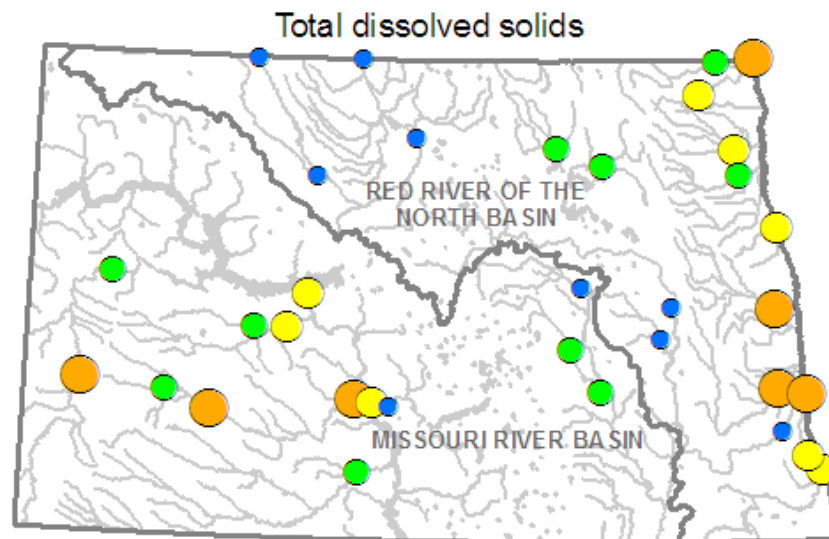 Total dissolved solids
RED RIVER OF THE
NORTH BASIN
MISSOURI RIVER BASIN